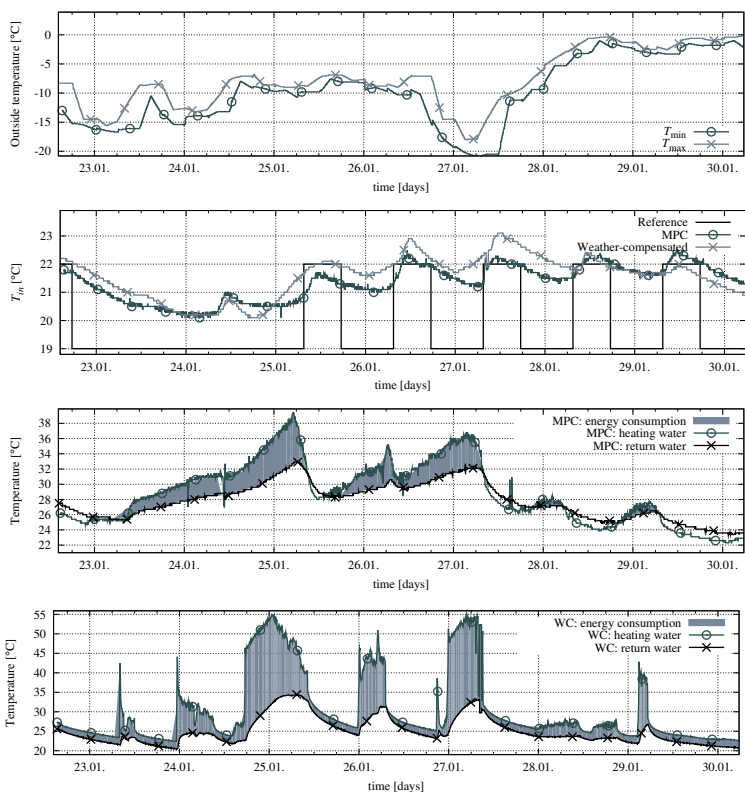 0
-5
-10
-15
-20
Outside temperature [°C]
T_min
T_max
23.01. 24.01. 25.01. 26.01. 27.01. 28.01. 29.01. 30.01.
time [days]
23
22
21
20
19
T_in [°C]
Reference
MPC
Weather-compensated
23.01. 24.01. 25.01. 26.01. 27.01. 28.01. 29.01. 30.01.
time [days]
38
36
34
32
30
28
26
24
22
Temperature [°C]
MPC: energy consumption
MPC: heating water
MPC: return water
23.01. 24.01. 25.01. 26.01. 27.01. 28.01. 29.01. 30.01.
time [days]
55
50
45
40
35
30
25
20
Temperature [°C]
WC: energy consumption
WC: heating water
WC: return water
23.01. 24.01. 25.01. 26.01. 27.01. 28.01. 29.01. 30.01.
time [days]